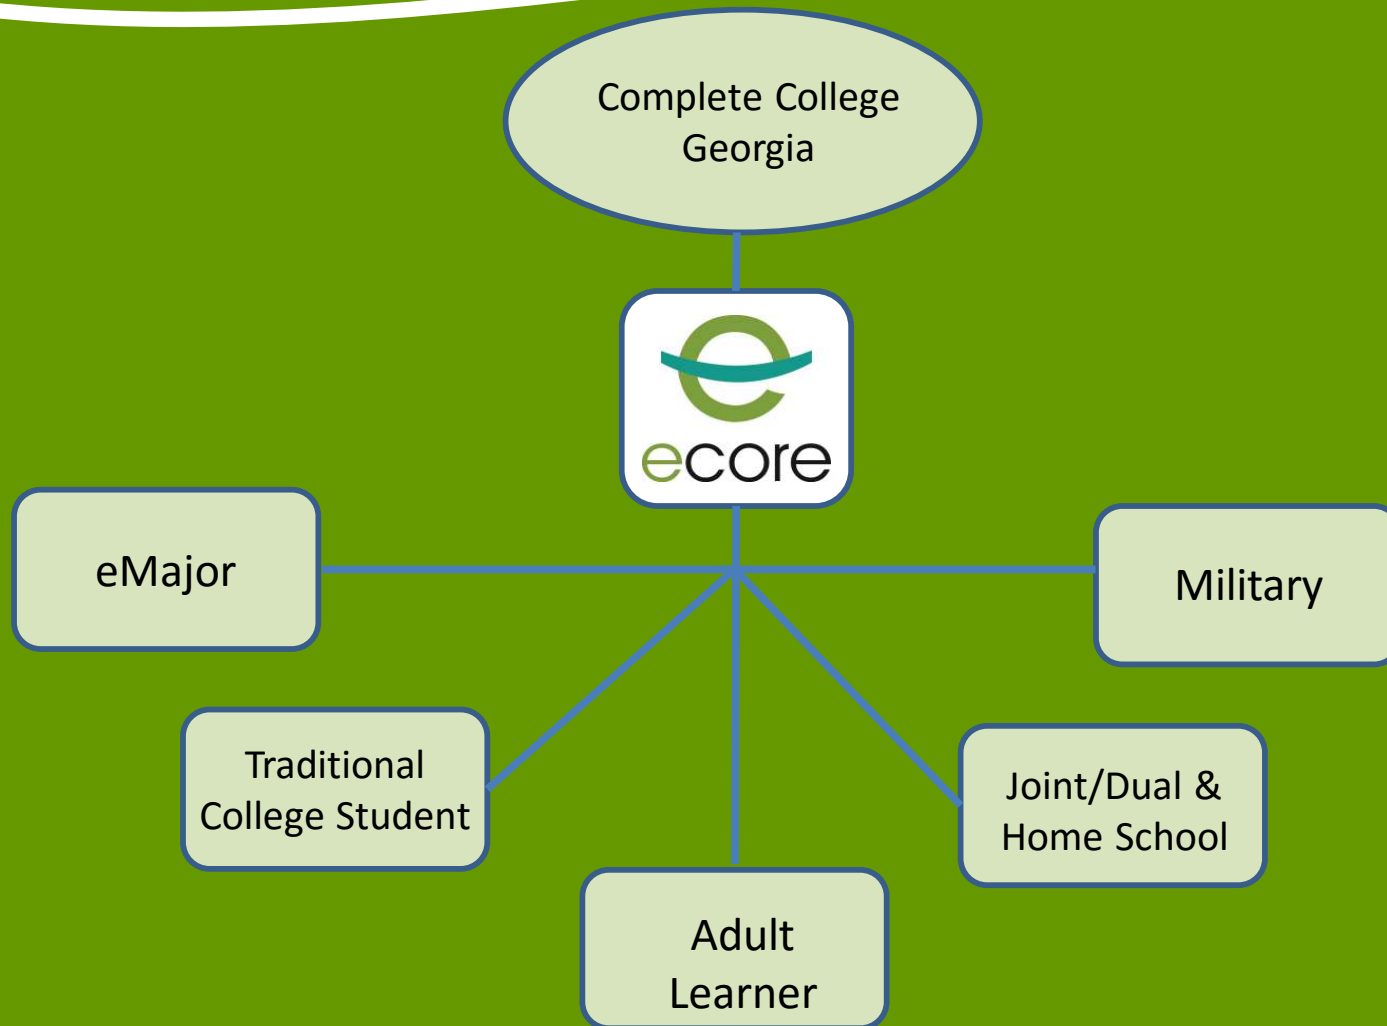 Complete College
Georgia
ecore
eMajor
Military
Traditional
College Student
Joint/Dual &
Home School
Adult
Learner